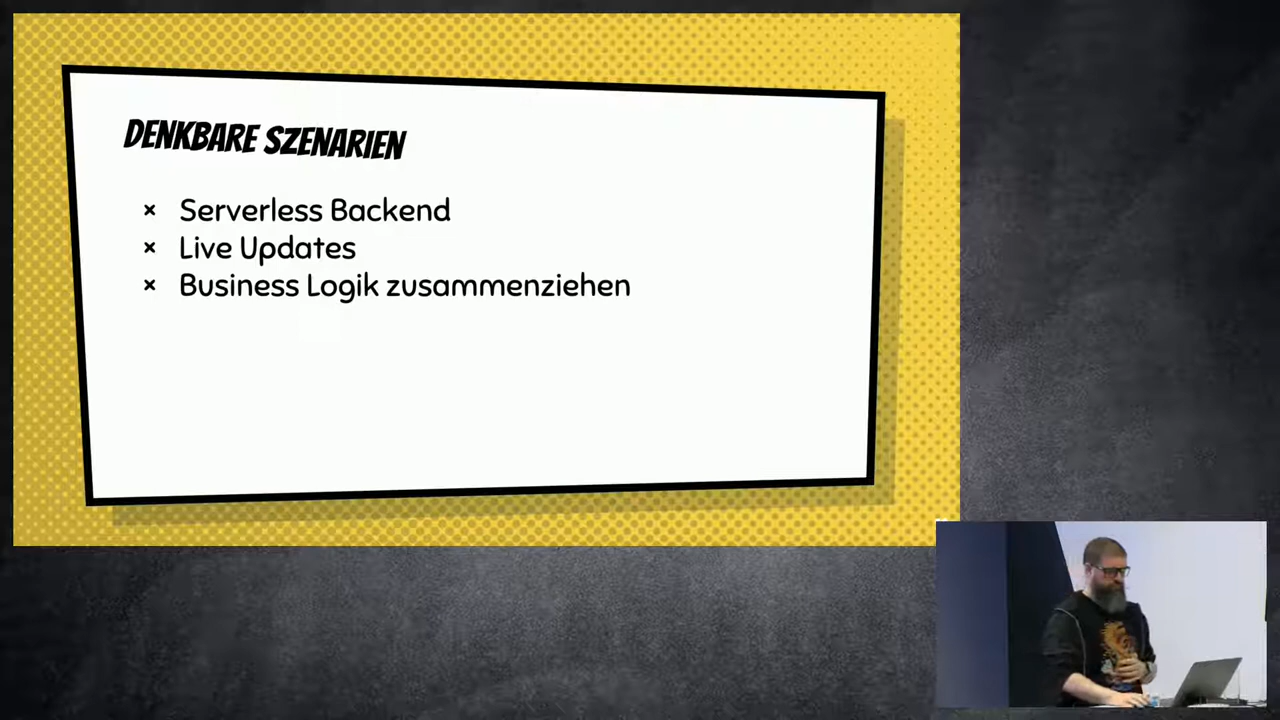 DENKBARE SZENARIEN
× Serverless Backend
× Live Updates
× Business Logik zusammenziehen